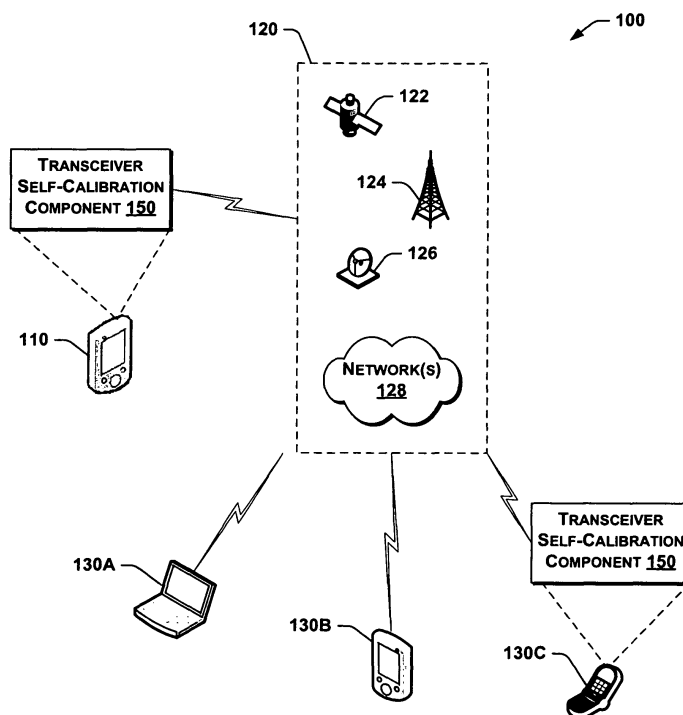 100
120
122
124
126
TRANSCEIVER
SELF-CALIBRATION
COMPONENT 150
110
NETWORK(S)
128
TRANSCEIVER
SELF-CALIBRATION
COMPONENT 150
130A
130B
130C